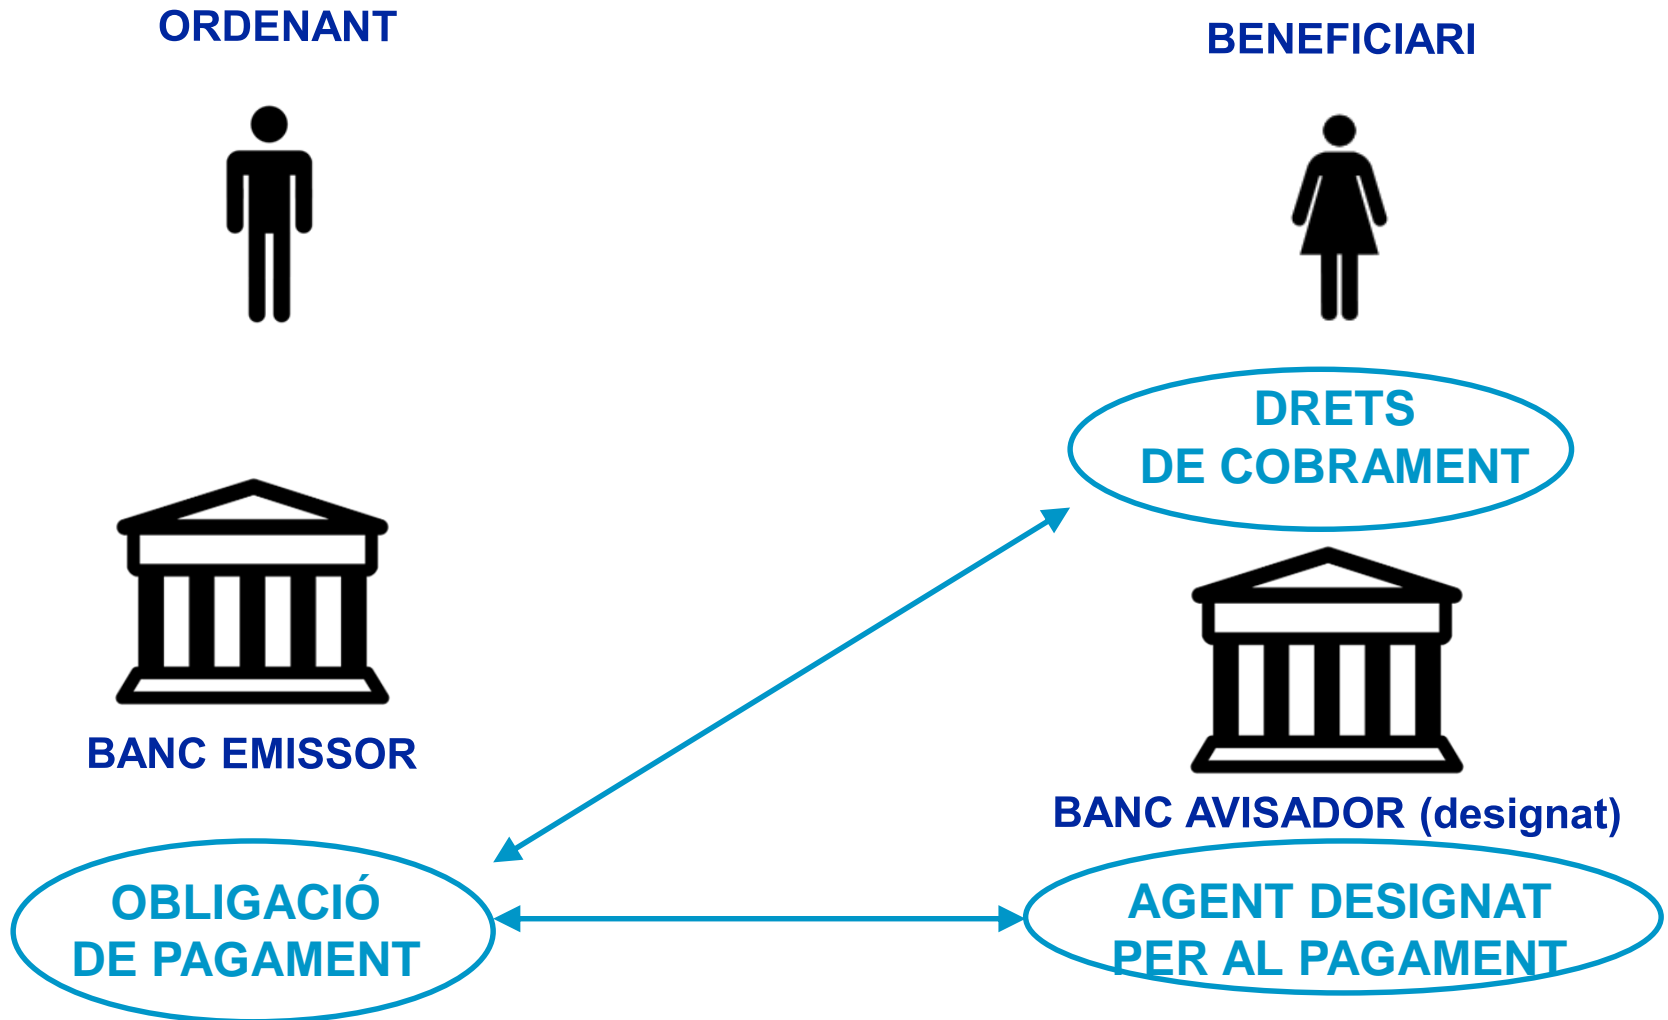 ORDENANT
BENEFICIARI
DRETS
DE COBRAMENT
BANC EMISSOR
BANC AVISADOR (designat)
OBLIGACIÓ
DE PAGAMENT
AGENT DESIGNAT
PER AL PAGAMENT